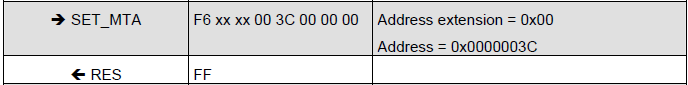 → SET_MTA F6 xx xx 00 3C 00 00 00 Address extension = 0x00
Address = 0x0000003C
← RES FF